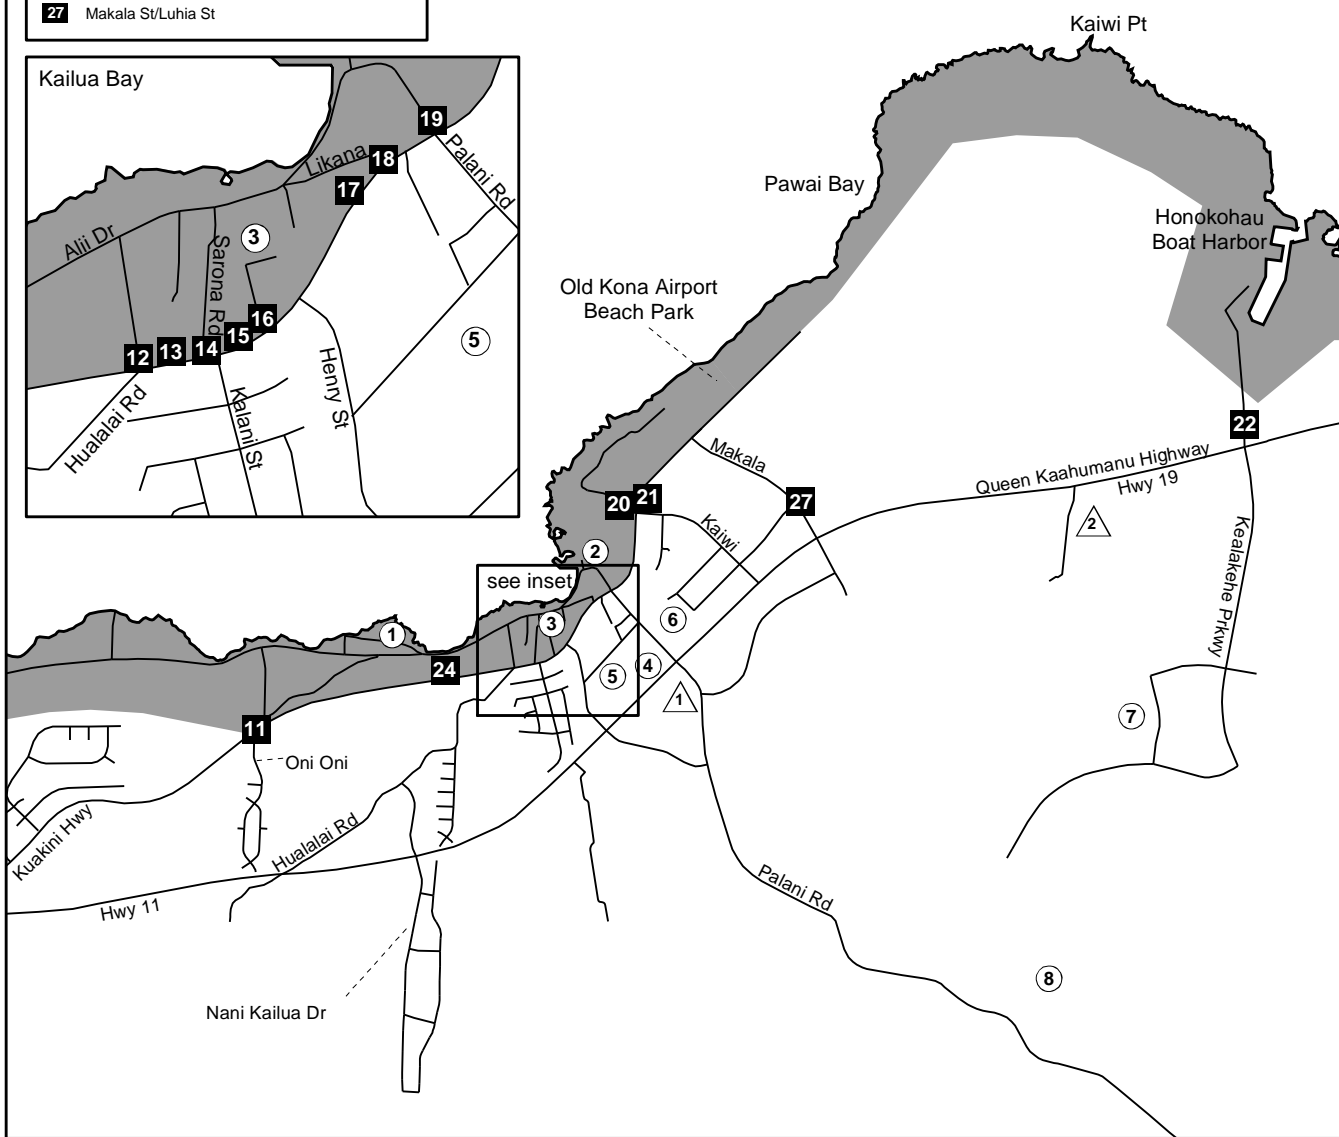 27 Makala St/Luhia St
Kailua Bay
19
Likana
18
Palani Rd
17
Alii Dr
3
Sarona Rd
16
15
14
13
12
5
Henry St
Kalani St
Hualalai Rd
Kaiwi Pt
Pawai Bay
Honokohau
Boat Harbor
Old Kona Airport
Beach Park
22
Makala
Queen Kaahumanu Highway
Hwy 19
20
21
27
Kaiwi
2
2
Kealakehe Prkwy
see inset
3
6
1
24
5
4
1
7
11
Oni Oni
Kuakini Hwy
Hualalai Rd
Hwy 11
Palani Rd
8
Nani Kailua Dr